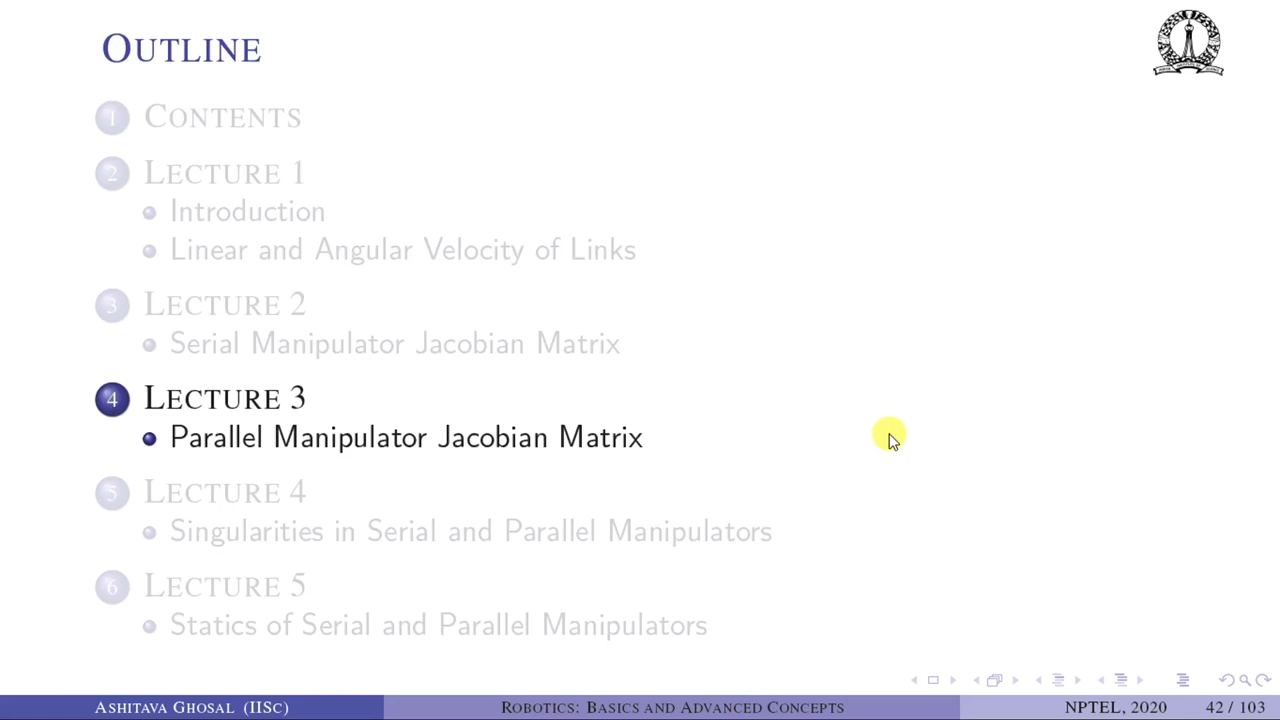 OUTLINE
1 CONTENTS
2 LECTURE 1
Introduction
Linear and Angular Velocity of Links
3 LECTURE 2
Serial Manipulator Jacobian Matrix
4 LECTURE 3
Parallel Manipulator Jacobian Matrix
5 LECTURE 4
Singularities in Serial and Parallel Manipulators
6 LECTURE 5
Statics of Serial and Parallel Manipulators
ASHITAVA GHOSAL (IISC) ROBOTICS: BASICS AND ADVANCED CONCEPTS NPTEL, 2020 42 / 103